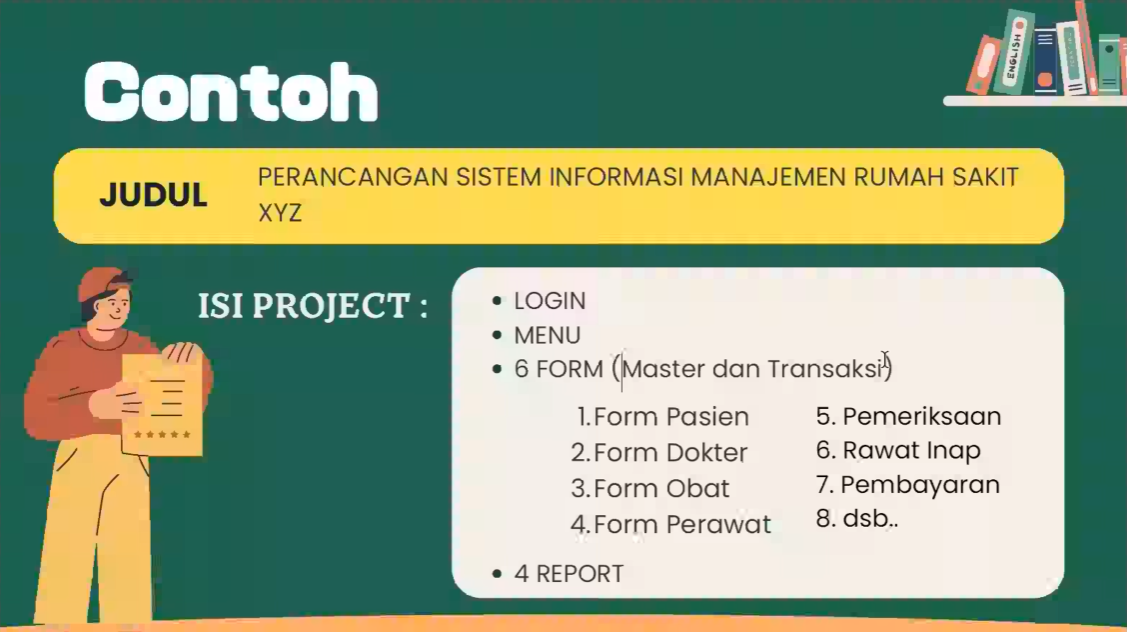 ENGLISH
Contoh
JUDUL
PERANCANGAN SISTEM INFORMASI MANAJEMEN RUMAH SAKIT
XYZ
ISI PROJECT :
• LOGIN
• MENU
• 6 FORM (Master dan Transaksi)
1. Form Pasien
2. Form Dokter
3. Form Obat
4. Form Perawat
5. Pemeriksaan
6. Rawat Inap
7. Pembayaran
8. dsb..
• 4 REPORT